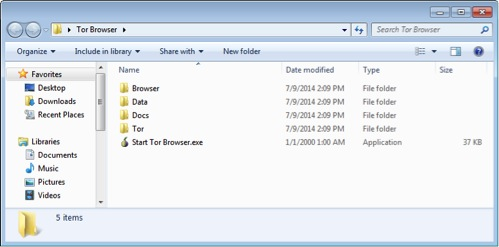 Tor Browser
Search Tor Browser
Organize Include in library Share with New folder
Name Date modified Type Size
Favorites
Desktop
Downloads
Recent Places
Libraries
Documents
Music
Pictures
Videos
Browser 7/9/2014 2:09 PM File folder
Data 7/9/2014 2:09 PM File folder
Docs 7/9/2014 2:09 PM File folder
Tor 7/9/2014 2:09 PM File folder
Start Tor Browser.exe 1/1/2000 1:00 AM Application 37 KB
5 items